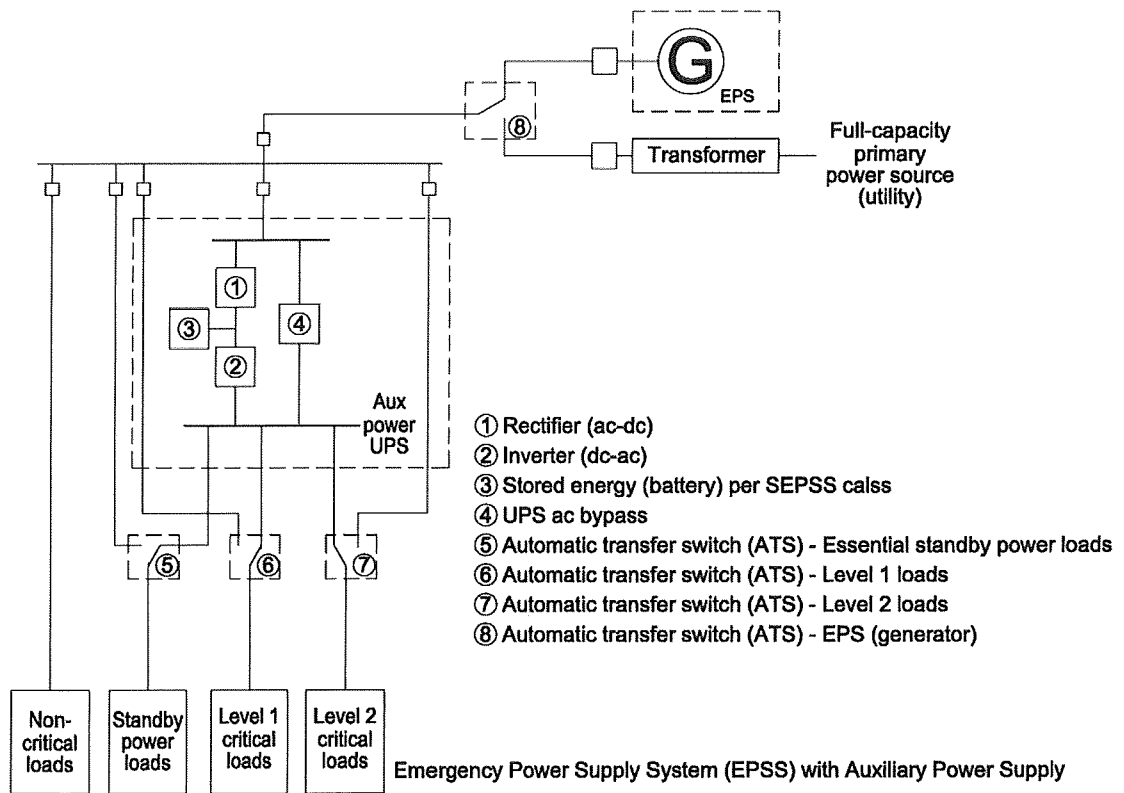 G
EPS
⑧
Transformer
Full-capacity
primary
power source
(utility)
①
③
④
②
Aux
power
UPS
① Rectifier (ac-dc)
② Inverter (dc-ac)
③ Stored energy (battery) per SEPSS calss
④ UPS ac bypass
⑤ Automatic transfer switch (ATS) - Essential standby power loads
⑥ Automatic transfer switch (ATS) - Level 1 loads
⑦ Automatic transfer switch (ATS) - Level 2 loads
⑧ Automatic transfer switch (ATS) - EPS (generator)
⑤
⑥
⑦
Non-
critical
loads
Standby
power
loads
Level 1
critical
loads
Level 2
critical
loads
Emergency Power Supply System (EPSS) with Auxiliary Power Supply